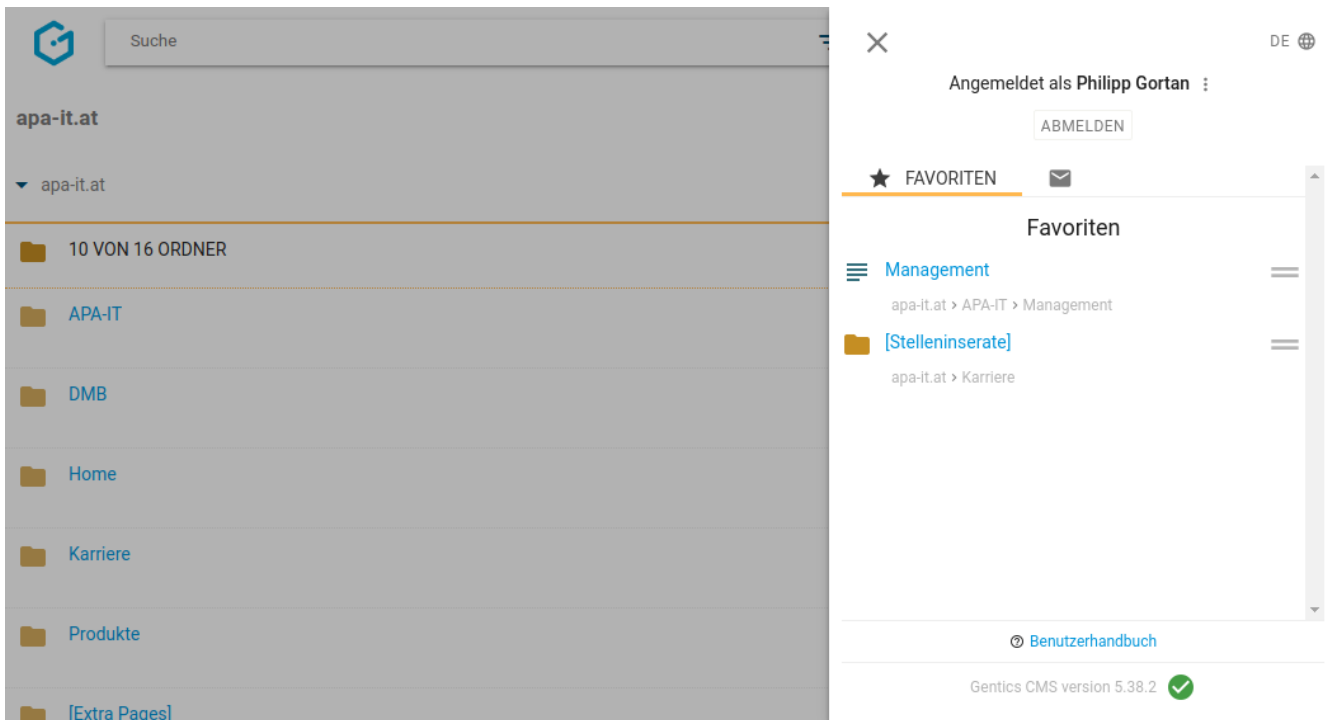 Suche
apa-it.at
apa-it.at
10 VON 16 ORDNER
APA-IT
DMB
Home
Karriere
Produkte
[Extra Pages]
DE
Angemeldet als Philipp Gortan
ABMELDEN
FAVORITEN
Favoriten
Management
apa-it.at › APA-IT › Management
[Stelleninserate]
apa-it.at › Karriere
Benutzerhandbuch
Gentics CMS version 5.38.2